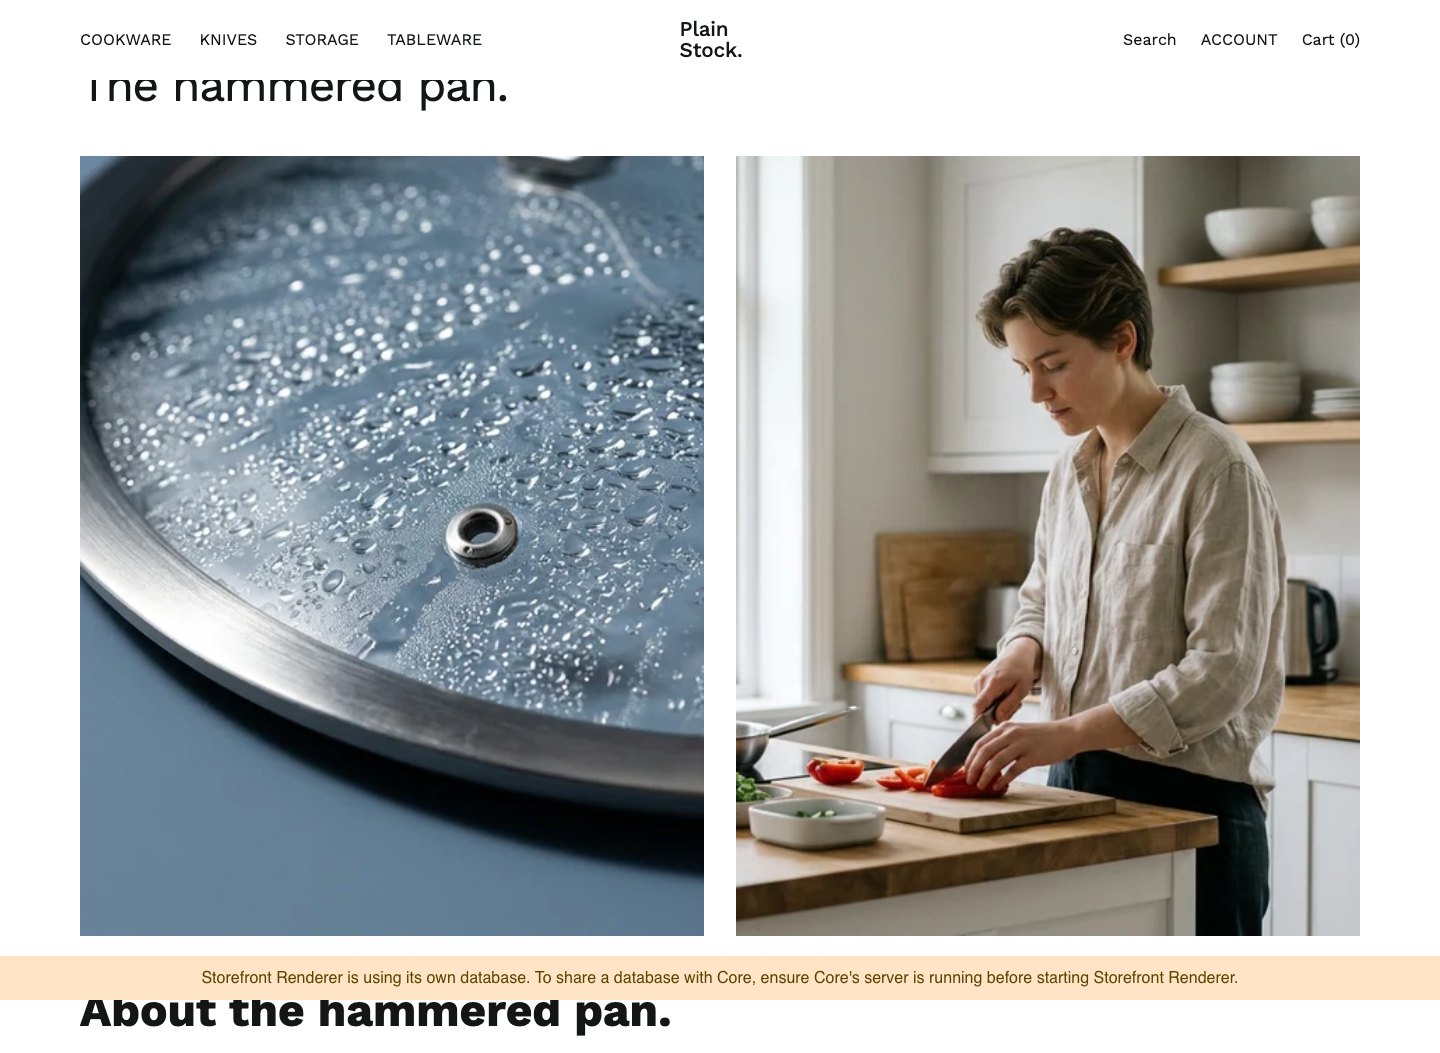 COOKWARE KNIVES STORAGE TABLEWARE
Plain
Stock.
Search ACCOUNT Cart (0)
The hammered pan.
Storefront Renderer is using its own database. To share a database with Core, ensure Core's server is running before starting Storefront Renderer.
About the hammered pan.